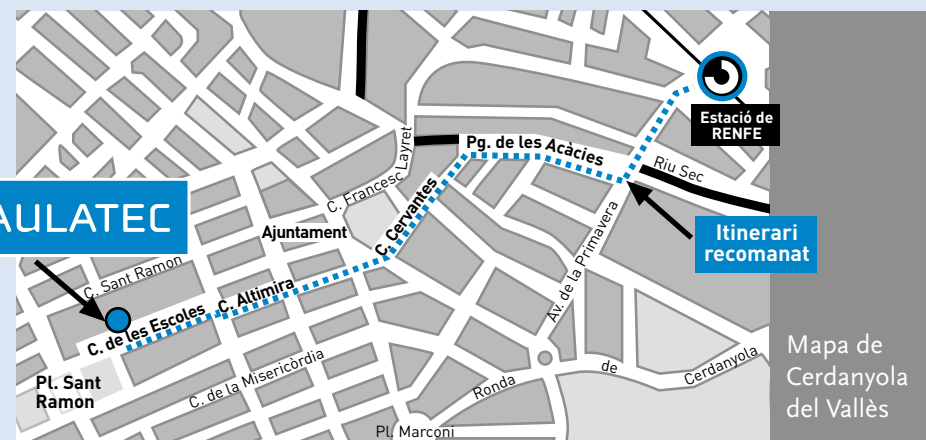 Estació de
RENFE
Pg. de les Acàcies
Riu Sec
C. Francesc Layret
C. Cervantes
Itinerari
recomanat
AULATEC
Ajuntament
Av. de la Primavera
C. Sant Ramon
C. Altimira
C. de les Escoles
Pl. Sant
Ramon
C. de la Misericòrdia
Ronda de Cerdanyola
Pl. Marconi
Mapa de
Cerdanyola
del Vallès